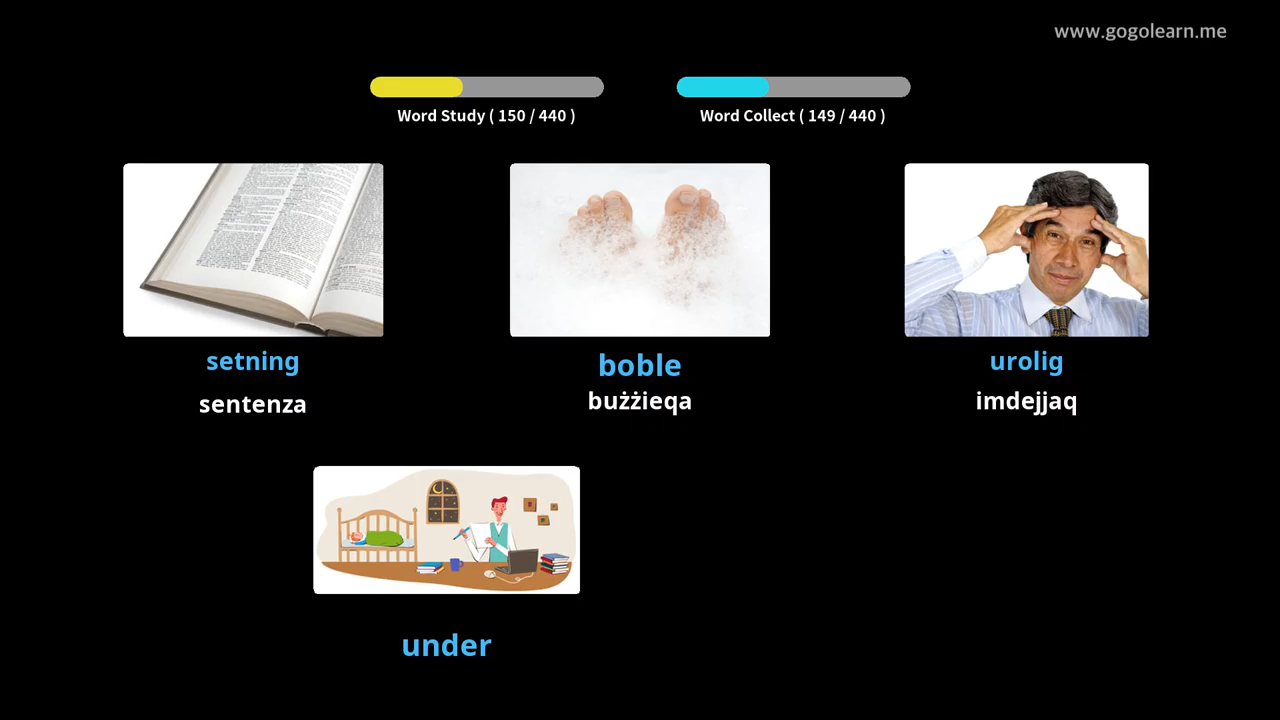 www.gogolearn.me
Word Study ( 150 / 440 )
Word Collect ( 149 / 440 )
setning
sentenza
boble
bużżieqa
urolig
imdejjaq
under